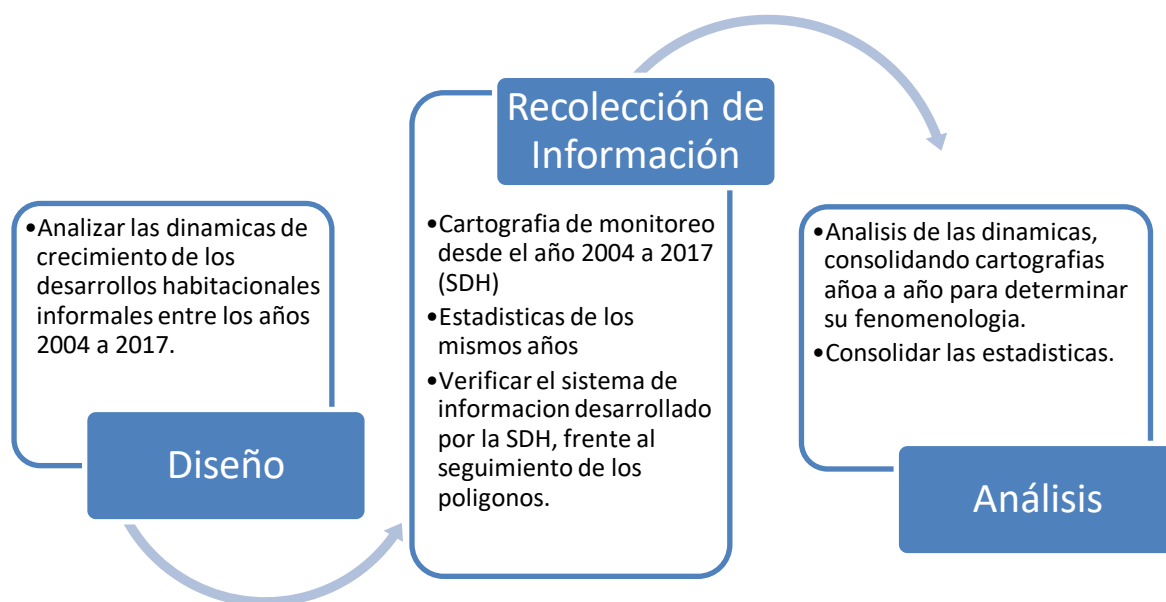 •Analizar las dinamicas de
crecimiento de los
desarrollos habitacionales
informales entre los años
2004 a 2017.
Diseño
Recolección de
Información
•Cartografia de monitoreo
desde el año 2004 a 2017
(SDH)
•Estadisticas de los
mismos años
•Verificar el sistema de
informacion desarrollado
por la SDH, frente al
seguimiento de los
poligonos.
•Analisis de las dinamicas,
consolidando cartografias
añoa a año para determinar
su fenomenologia.
•Consolidar las estadisticas.
Análisis